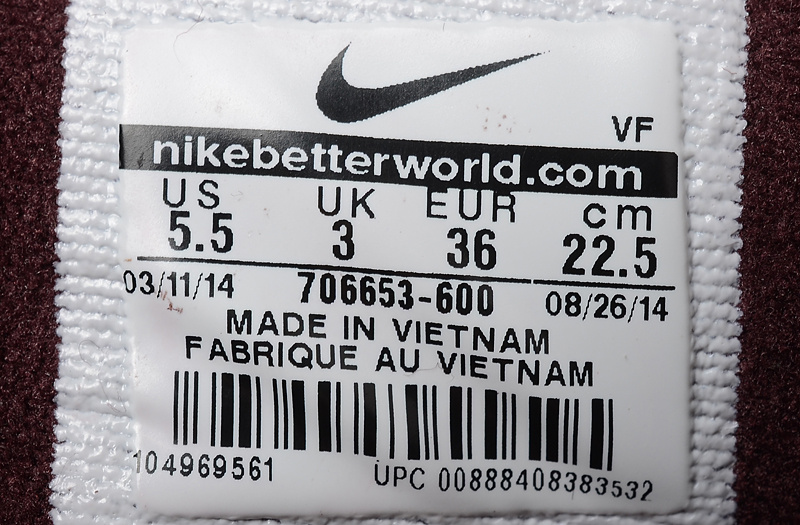 VF
nikebetterworld.com
US UK EUR cm
5.5 3 36 22.5
03/11/14 706653-600 08/26/14
MADE IN VIETNAM
FABRIQUE AU VIETNAM
104969561 UPC 00888408383532